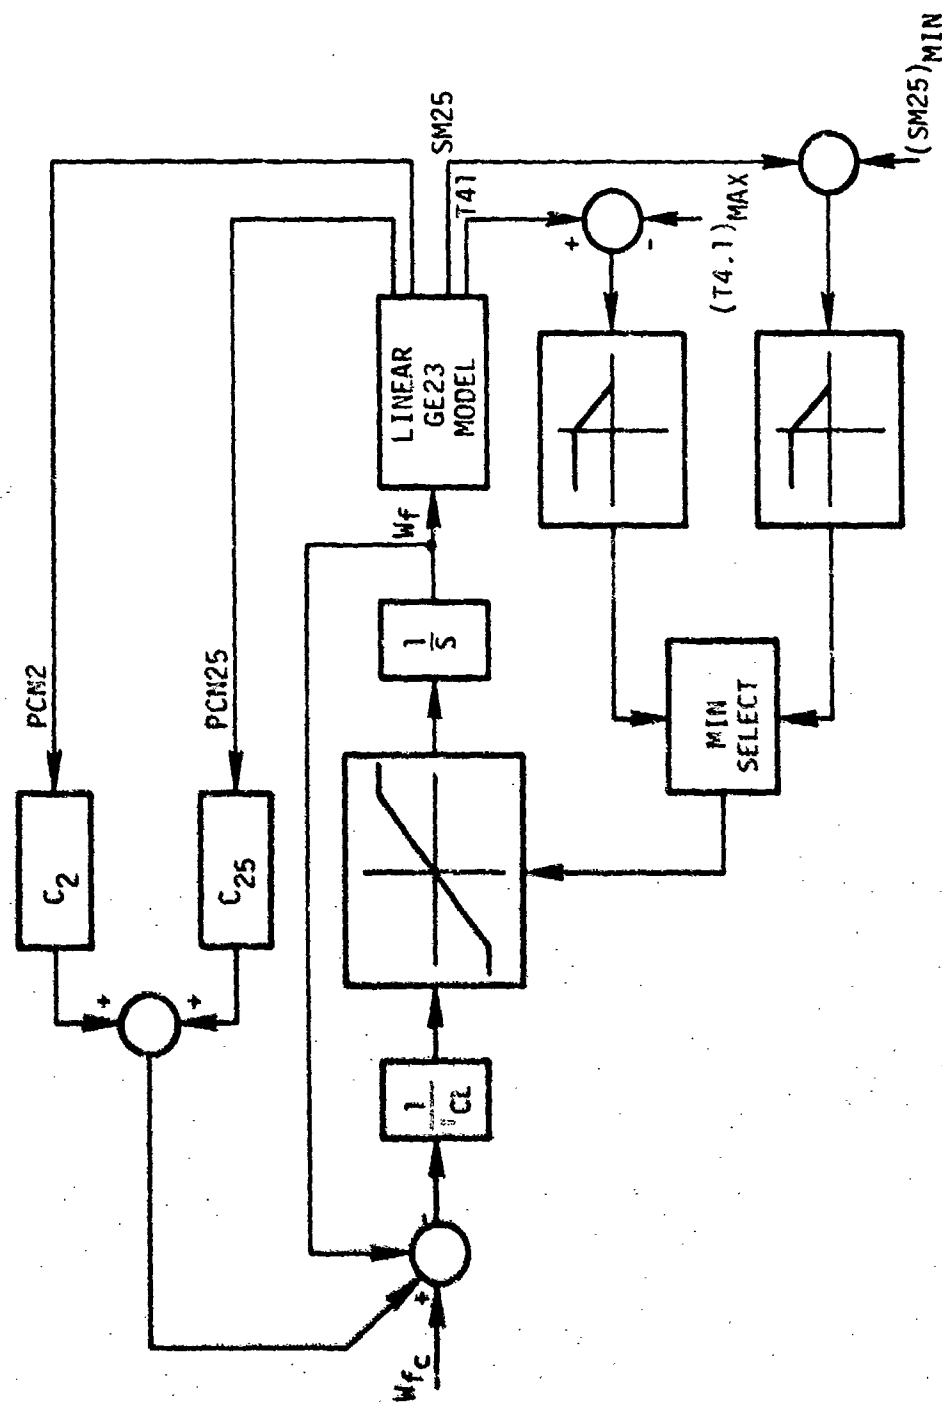 PCN2
C2
PCN25
C25
Wfc
+
-
+
+
1
CL
1
S
Wf
LINEAR
GE23
MODEL
SM25
T41
+
-
(T4.1)MAX
(SM25)MIN
MIN
SELECT